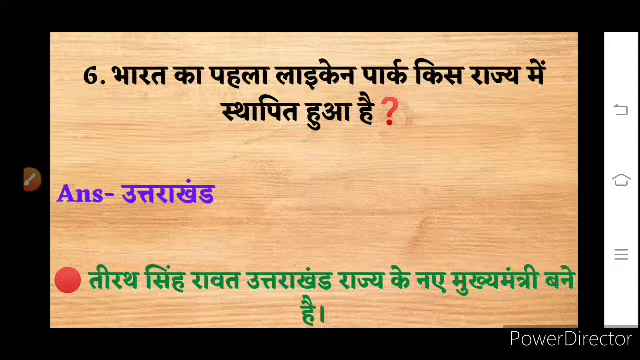 6. भारत का पहला लाइकेन पार्क किस राज्य में
स्थापित हुआ है❓
Ans- उत्तराखंड
🔴 तीरथ सिंह रावत उत्तराखंड राज्य के नए मुख्यमंत्री बने
है।
PowerDirector